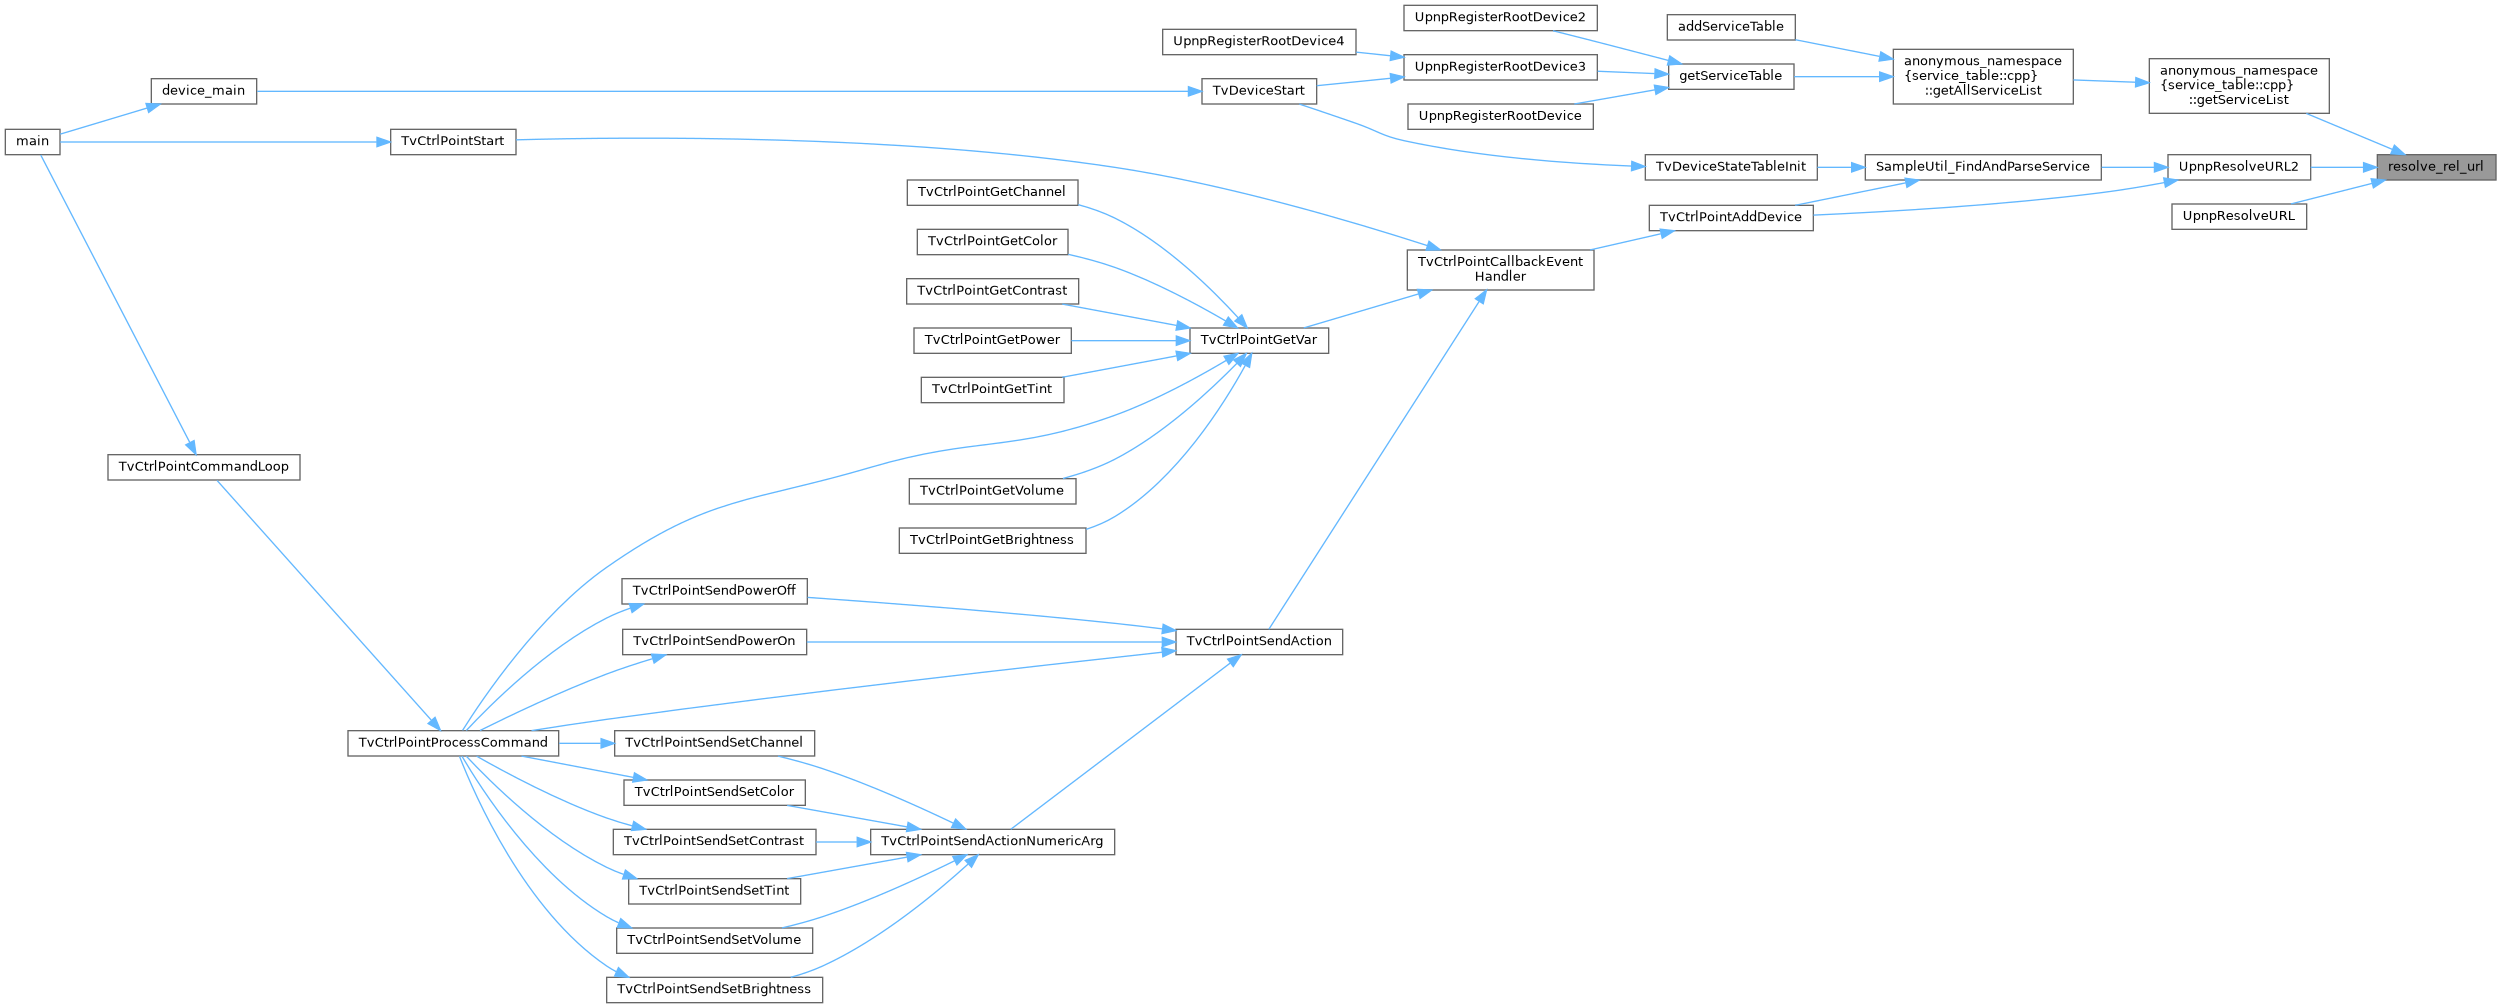 UpnpRegisterRootDevice2
addServiceTable
UpnpRegisterRootDevice4
UpnpRegisterRootDevice3
getServiceTable
anonymous_namespace
{service_table::cpp}
::getAllServiceList
anonymous_namespace
{service_table::cpp}
::getServiceList
device_main
TvDeviceStart
UpnpRegisterRootDevice
main
TvCtrlPointStart
TvDeviceStateTableInit
SampleUtil_FindAndParseService
UpnpResolveURL2
resolve_rel_url
TvCtrlPointGetChannel
TvCtrlPointAddDevice
UpnpResolveURL
TvCtrlPointGetColor
TvCtrlPointCallbackEvent
Handler
TvCtrlPointGetContrast
TvCtrlPointGetPower
TvCtrlPointGetVar
TvCtrlPointGetTint
TvCtrlPointCommandLoop
TvCtrlPointGetVolume
TvCtrlPointGetBrightness
TvCtrlPointSendPowerOff
TvCtrlPointSendPowerOn
TvCtrlPointSendAction
TvCtrlPointProcessCommand
TvCtrlPointSendSetChannel
TvCtrlPointSendSetColor
TvCtrlPointSendSetContrast
TvCtrlPointSendActionNumericArg
TvCtrlPointSendSetTint
TvCtrlPointSendSetVolume
TvCtrlPointSendSetBrightness